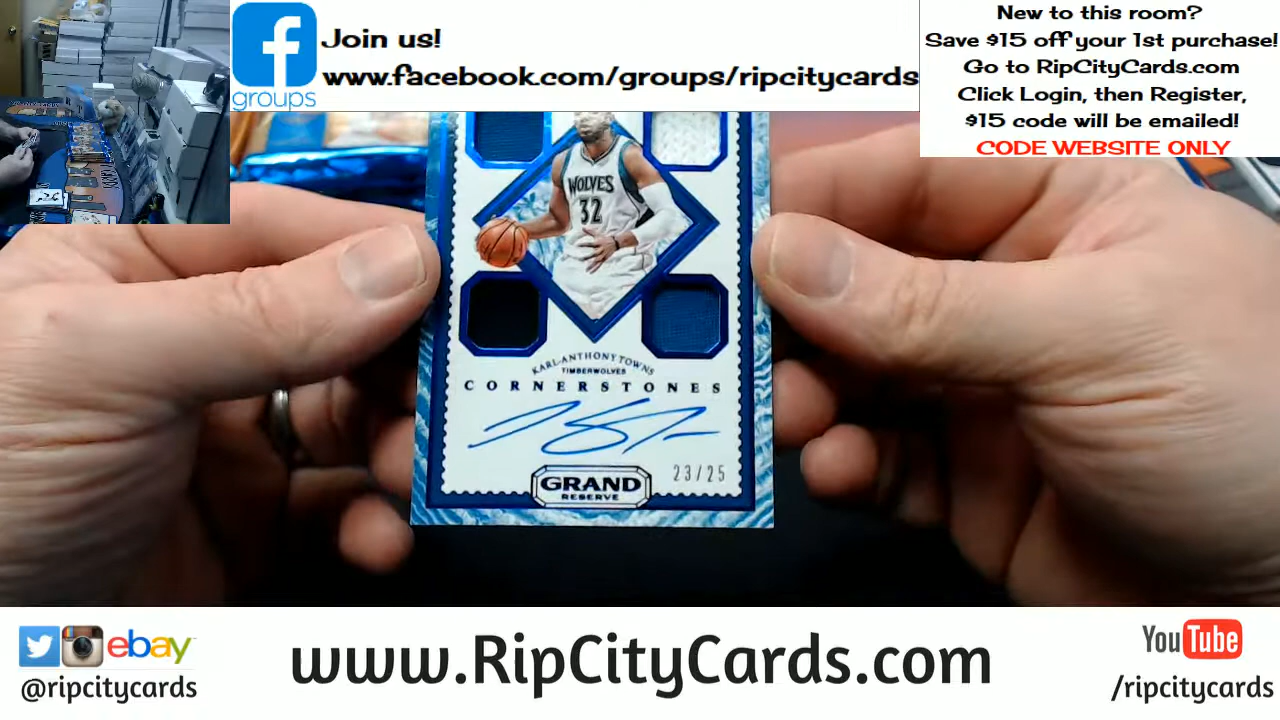 Join us!
www.facebook.com/groups/ripcitycards
groups
New to this room?
Save $15 off your 1st purchase!
Go to RipCityCards.com
Click Login, then Register,
$15 code will be emailed!
CODE WEBSITE ONLY
WOLVES
32
KARL-ANTHONY TOWNS
TIMBERWOLVES
CORNERSTONES
23/25
GRAND
RESERVE
ebay
@ripcitycards
www.RipCityCards.com
YouTube
/ripcitycards